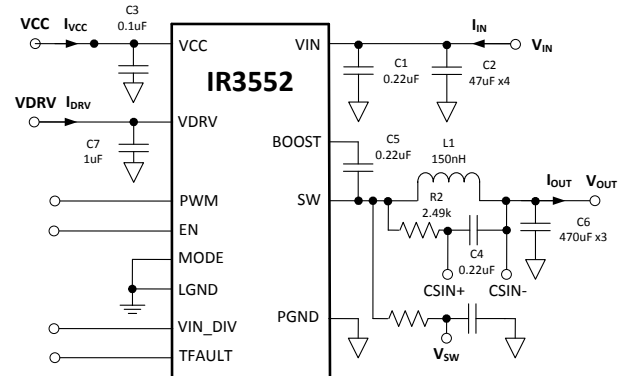 C3
0.1uF
VCC
IVCC
VCC
VIN
IIN
VIN
IR3552
C1
0.22uF
C2
47uF x4
VDRV
IDRV
VDRV
C7
1uF
BOOST
C5
0.22uF
L1
150nH
SW
IOUT
VOUT
R2
2.49k
C6
470uF x3
C4
0.22uF
CSIN+
CSIN-
PWM
EN
MODE
LGND
PGND
VSW
VIN_DIV
TFAULT